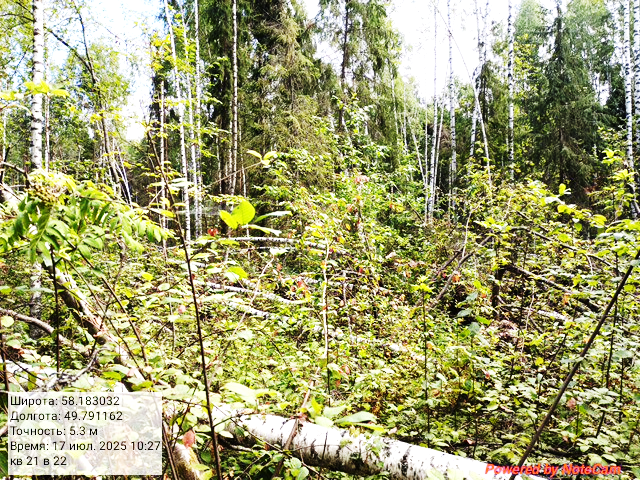 Широта: 58.183032
Долгота: 49.791162
Точность: 5.3 м
Время: 17 июл. 2025 10:27
кв 21 в 22
Powered by NoteCam